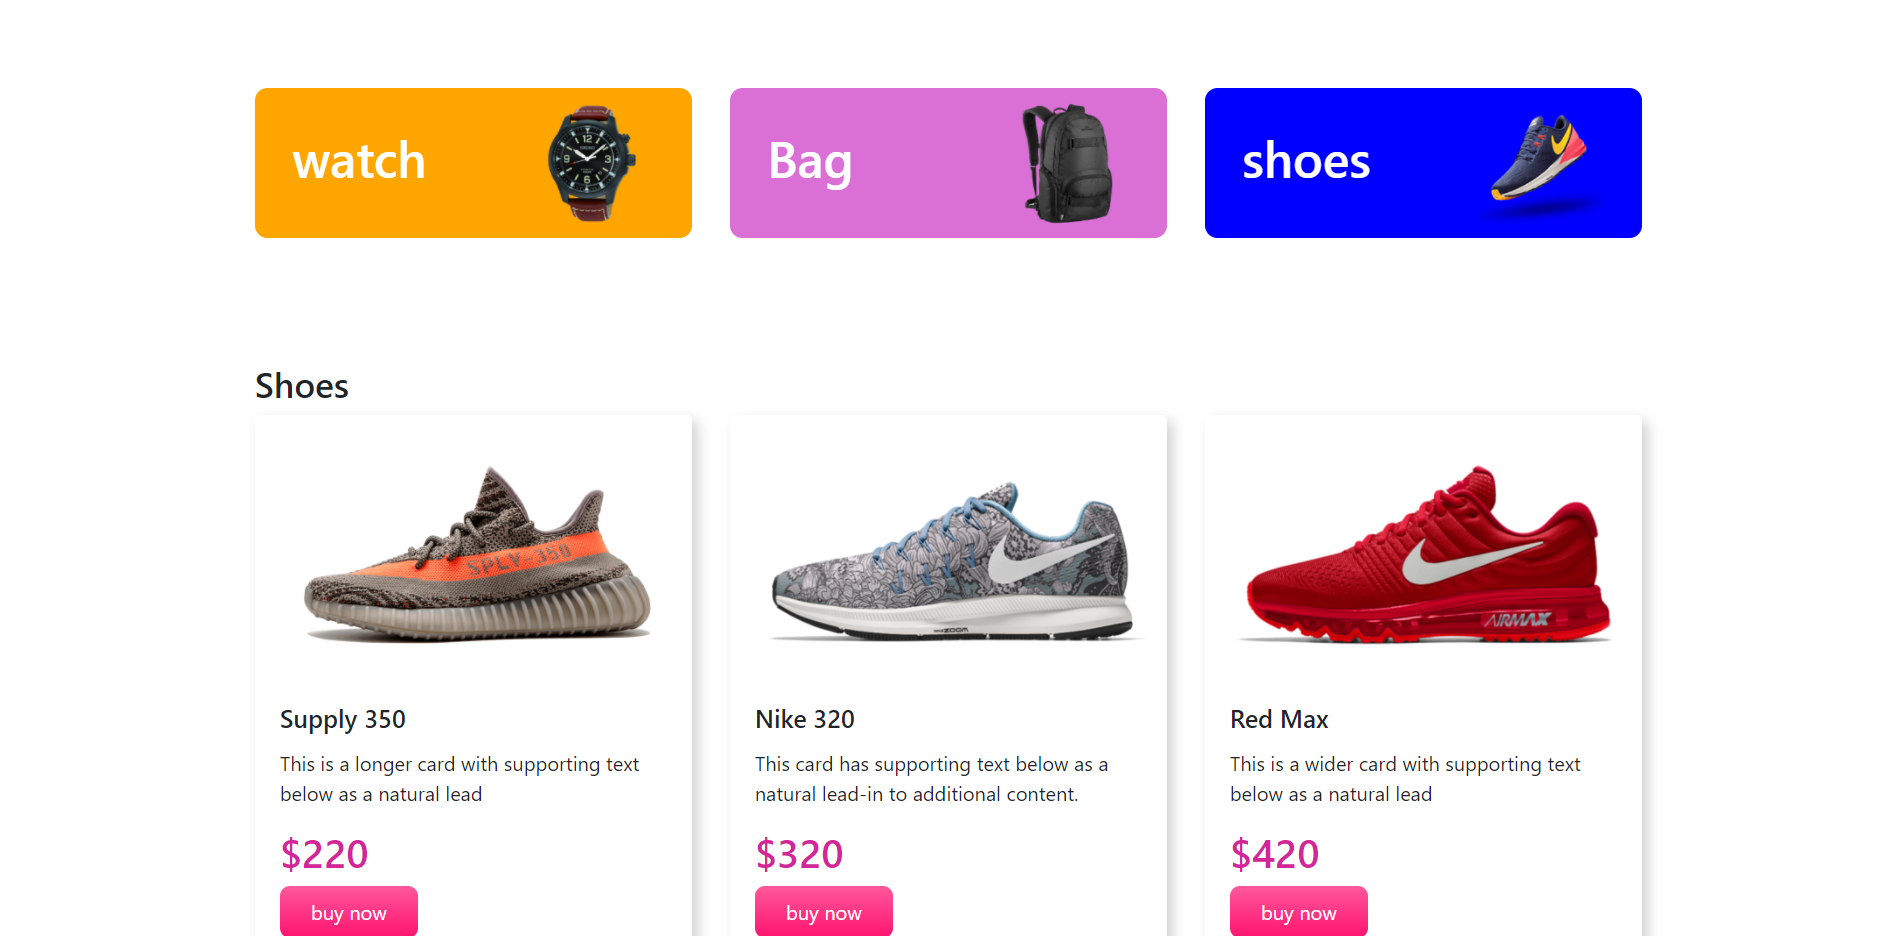 watch
Bag
shoes
Shoes
SPLY-350
ZOOM
AIRMAX
Supply 350
Nike 320
Red Max
This is a longer card with supporting text
below as a natural lead
This card has supporting text below as a
natural lead-in to additional content.
This is a wider card with supporting text
below as a natural lead
$220
$320
$420
buy now
buy now
buy now